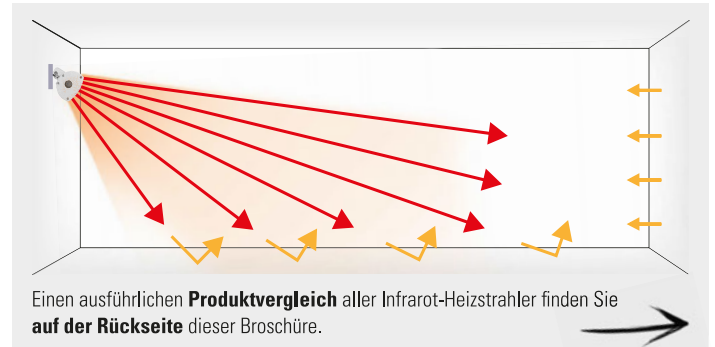 Einen ausführlichen Produktvergleich aller Infrarot-Heizstrahler finden Sie
auf der Rückseite dieser Broschüre.